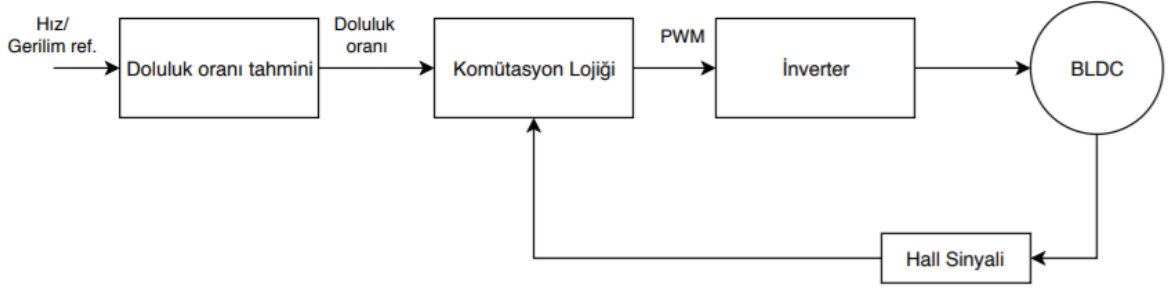 Hız/
Gerilim ref.
Doluluk oranı tahmini
Doluluk
oranı
Komütasyon Lojiği
PWM
İnverter
BLDC
Hall Sinyali